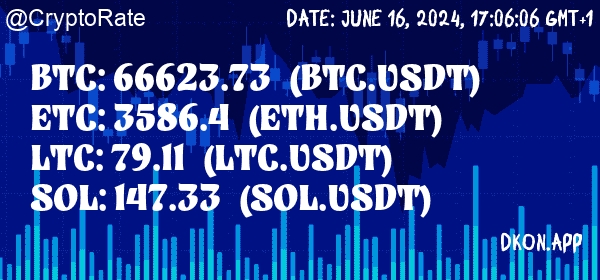 @CryptoRate
DATE: JUNE 16, 2024, 17:06:06 GMT+1
BTC: 66623.73 (BTC.USDT)
ETC: 3586.4 (ETH.USDT)
LTC: 79.11 (LTC.USDT)
SOL: 147.33 (SOL.USDT)
DKON.APP